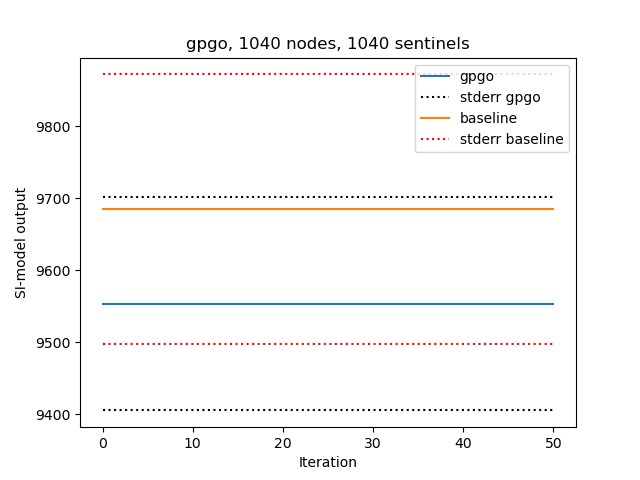 gpgo, 1040 nodes, 1040 sentinels
gpgo
stderr gpgo
baseline
stderr baseline
SI-model output
9800
9700
9600
9500
9400
0 10 20 30 40 50
Iteration